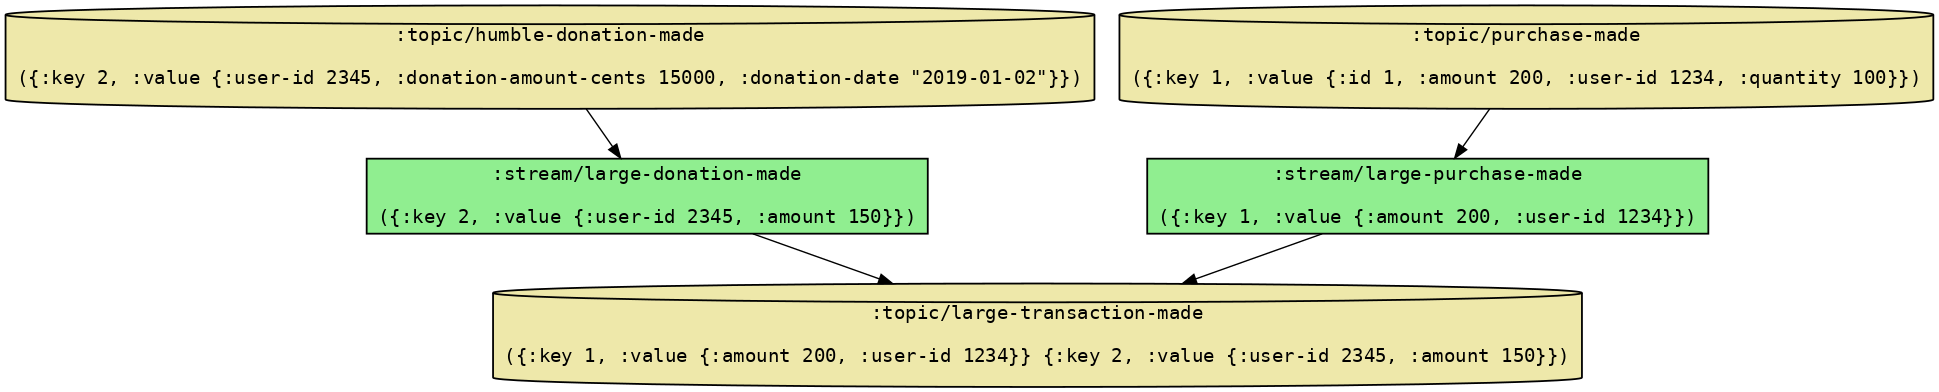 :topic/humble-donation-made
({:key 2, :value {:user-id 2345, :donation-amount-cents 15000, :donation-date "2019-01-02"}})
:topic/purchase-made
({:key 1, :value {:id 1, :amount 200, :user-id 1234, :quantity 100}})
:stream/large-donation-made
({:key 2, :value {:user-id 2345, :amount 150}})
:stream/large-purchase-made
({:key 1, :value {:amount 200, :user-id 1234}})
:topic/large-transaction-made
({:key 1, :value {:amount 200, :user-id 1234}} {:key 2, :value {:user-id 2345, :amount 150}})